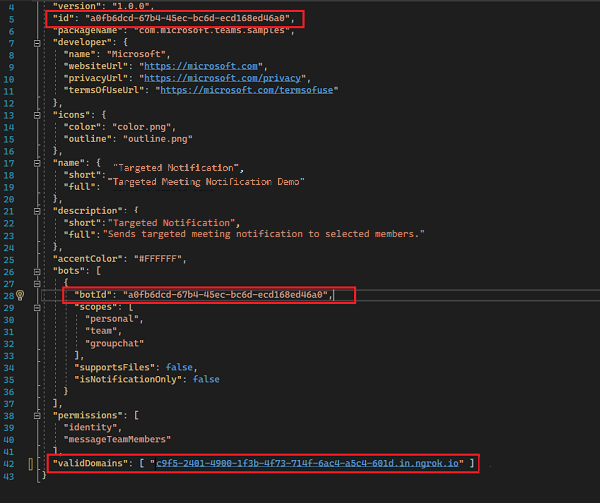 4 "version": "1.0.0",
5 "id": "a0fb6dcd-67b4-45ec-bc6d-ecd168ed46a0",
6 "packageName": "com.microsoft.teams.samples",
7 "developer": {
8 "name": "Microsoft",
9 "websiteUrl": "https://microsoft.com",
10 "privacyUrl": "https://microsoft.com/privacy",
11 "termsOfUseUrl": "https://microsoft.com/termsofuse"
12 },
13 "icons": {
14 "color": "color.png",
15 "outline": "outline.png"
16 },
17 "name": { "Targeted Notification",
18 "short":
19 "full": "Targeted Meeting Notification Demo"
20 },
21 "description": {
22 "short":"Targeted Notification",
23 "full":"Sends targeted meeting notification to selected members."
24 },
25 "accentColor": "#FFFFFF",
26 "bots": [
27 {
28 "botId": "a0fb6dcd-67b4-45ec-bc6d-ecd168ed46a0",
29 "scopes": [
30 "personal",
31 "team",
32 "groupchat"
33 ],
34 "supportsFiles": false,
35 "isNotificationOnly": false
36 }
37 ],
38 "permissions": [
39 "identity",
40 "messageTeamMembers"
41 ],
42 "validDomains": [ "c9f5-2401-4900-1f3b-4f73-714f-6ac4-a5c4-601d.in.ngrok.io" ]
43 }